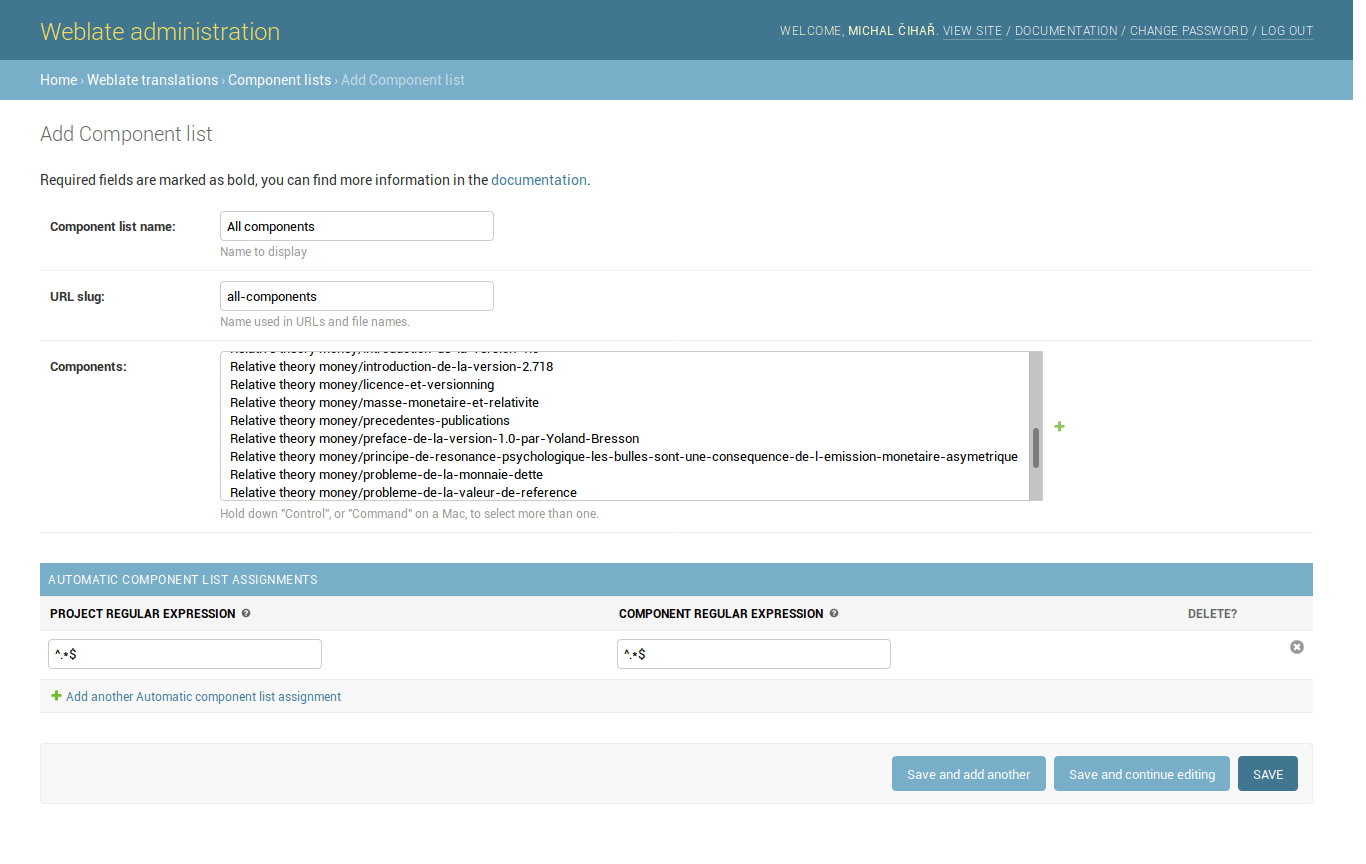 Weblate administration
WELCOME, MICHAL ČIHAŘ. VIEW SITE / DOCUMENTATION / CHANGE PASSWORD / LOG OUT
Home › Weblate translations › Component lists › Add Component list
Add Component list
Required fields are marked as bold, you can find more information in the documentation.
Component list name:
All components
Name to display
URL slug:
all-components
Name used in URLs and file names.
Components:
Relative theory money/introduction-de-la-version-2.718
Relative theory money/licence-et-versionning
Relative theory money/masse-monetaire-et-relativite
Relative theory money/precedentes-publications
Relative theory money/preface-de-la-version-1.0-par-Yoland-Bresson
Relative theory money/principe-de-resonance-psychologique-les-bulles-sont-une-consequence-de-l-emission-monetaire-asymetrique
Relative theory money/probleme-de-la-monnaie-dette
Relative theory money/probleme-de-la-valeur-de-reference
Hold down "Control", or "Command" on a Mac, to select more than one.
AUTOMATIC COMPONENT LIST ASSIGNMENTS
PROJECT REGULAR EXPRESSION COMPONENT REGULAR EXPRESSION DELETE?
^.*$ ^.*$
Add another Automatic component list assignment
Save and add another Save and continue editing SAVE